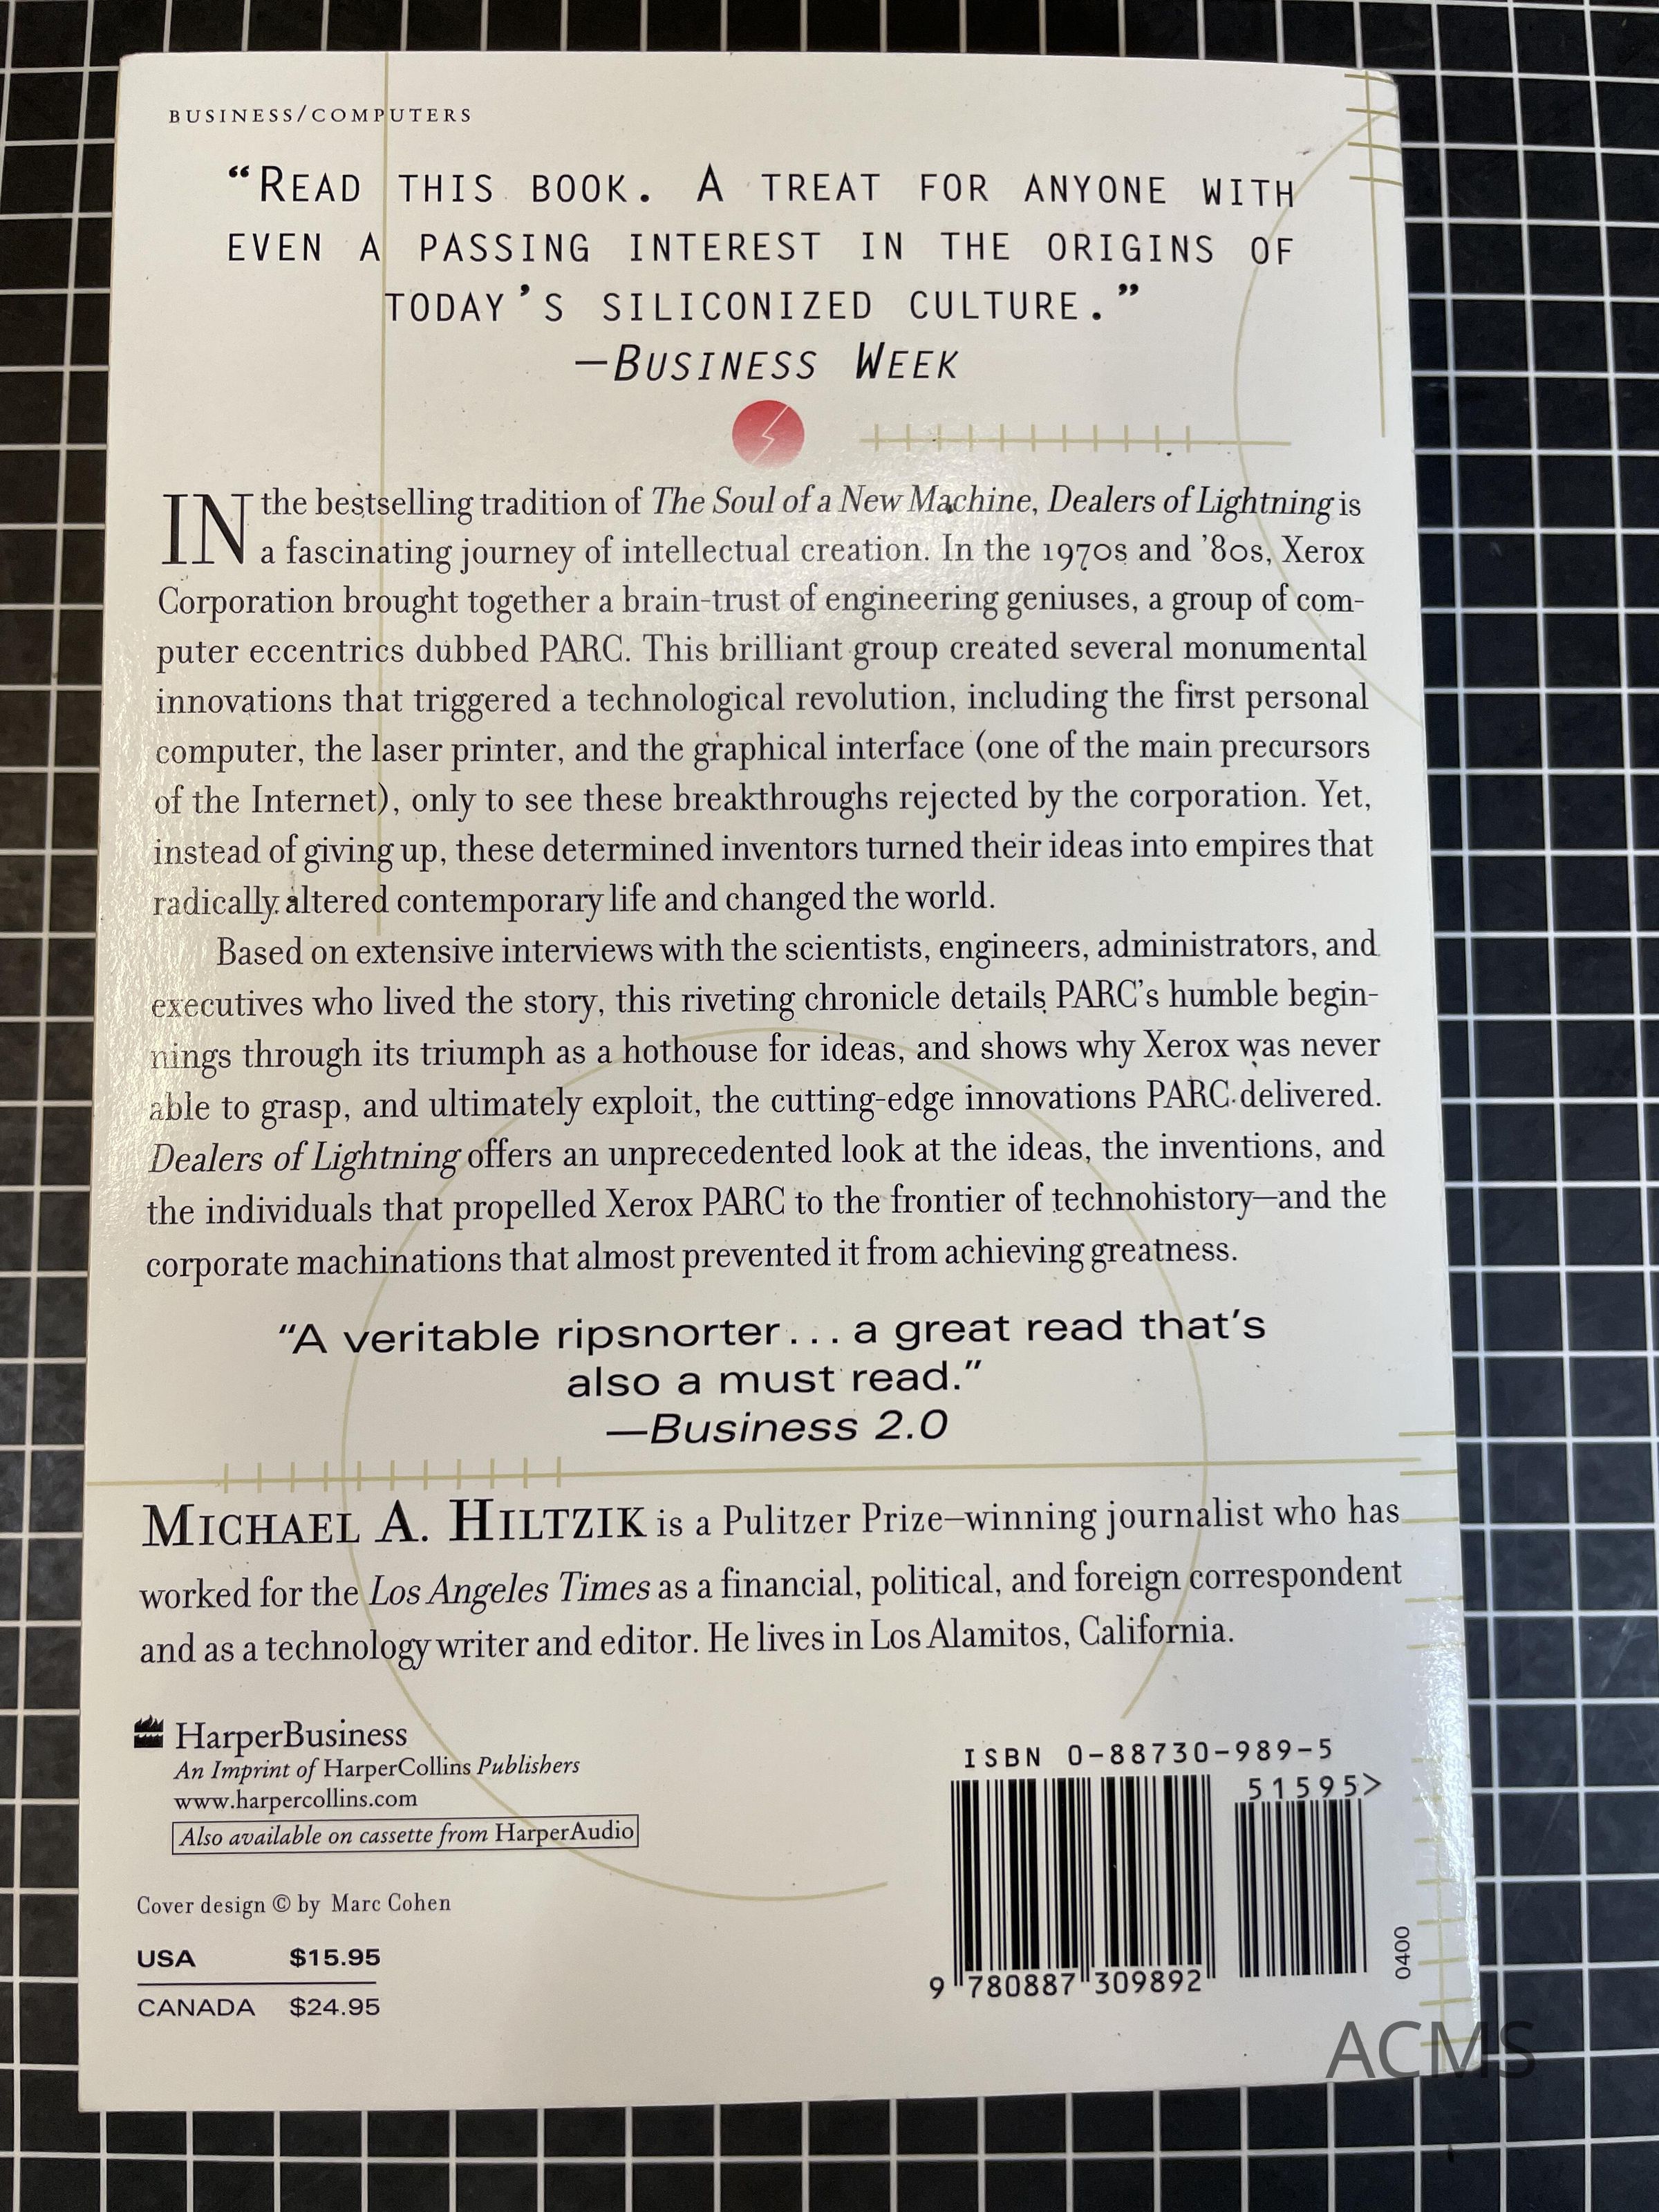 BUSINESS/COMPUTERS
“READ THIS BOOK. A TREAT FOR ANYONE WITH
EVEN A PASSING INTEREST IN THE ORIGINS OF
TODAY’S SILICONIZED CULTURE.”
—BUSINESS WEEK
IN the bestselling tradition of The Soul of a New Machine, Dealers of Lightning is
a fascinating journey of intellectual creation. In the 1970s and ’80s, Xerox
Corporation brought together a brain-trust of engineering geniuses, a group of com-
puter eccentrics dubbed PARC. This brilliant group created several monumental
innovations that triggered a technological revolution, including the first personal
computer, the laser printer, and the graphical interface (one of the main precursors
of the Internet), only to see these breakthroughs rejected by the corporation. Yet,
instead of giving up, these determined inventors turned their ideas into empires that
radically altered contemporary life and changed the world.
Based on extensive interviews with the scientists, engineers, administrators, and
executives who lived the story, this riveting chronicle details PARC’s humble begin-
nings through its triumph as a hothouse for ideas, and shows why Xerox was never
able to grasp, and ultimately exploit, the cutting-edge innovations PARC delivered.
Dealers of Lightning offers an unprecedented look at the ideas, the inventions, and
the individuals that propelled Xerox PARC to the frontier of technohistory—and the
corporate machinations that almost prevented it from achieving greatness.
“A veritable ripsnorter... a great read that’s
also a must read.”
—Business 2.0
MICHAEL A. HILTZIK is a Pulitzer Prize–winning journalist who has
worked for the Los Angeles Times as a financial, political, and foreign correspondent
and as a technology writer and editor. He lives in Los Alamitos, California.
HarperBusiness
An Imprint of HarperCollins Publishers
www.harpercollins.com
Also available on cassette from HarperAudio
Cover design © by Marc Cohen
USA $15.95
CANADA $24.95
ISBN 0-88730-989-5
51595>
9 780887 309892
0400
ACMS